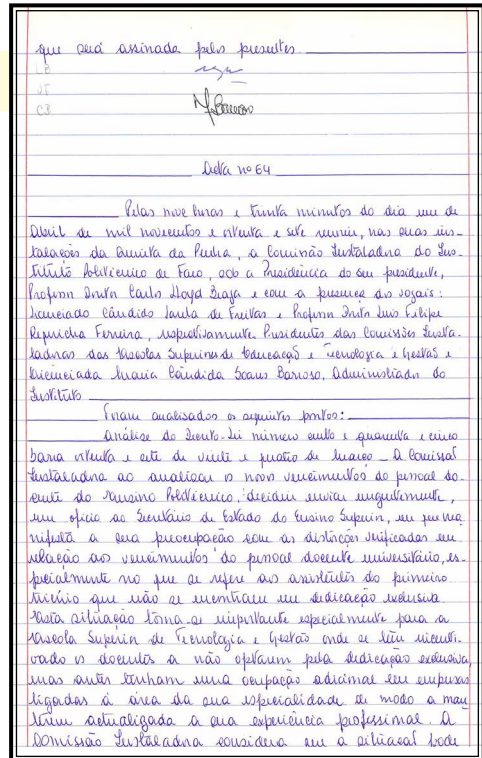 que será assinada pelos presentes.
LB
CB
Acta nº 64
Pelas nove horas e trinta minutos do dia um de
Abril de mil novecentos e oitenta e sete reuniu, nas suas ins-
talações da Quinta da Penha, a Comissão Instaladora do Ins-
tituto Politécnico de Faro, sob a Presidência do seu presidente,
Professor Doutor Carlos Lloyd Braga e com a presença dos vogais:
Licenciado Cândido Varela de Freitas e Professor Doutor Luis Filipe
Requicha Ferreira, respectivamente Presidentes das Comissões Insta-
ladoras das Escolas Superiores de Educação e Tecnologia e Gestão e
Licenciada Maria Cândida Soares Barroso, Administrador do
Instituto.
Foram analisados os seguintes pontos:
Análise do Decreto-Lei número cento e quarenta e cinco
barra oitenta e sete de vinte e quatro de Março - A Comissão
Instaladora ao analisar os novos vencimentos do pessoal do-
cente do Ensino Politécnico, decidiu enviar urgentemente,
um ofício ao Secretário de Estado do Ensino Superior, em que ma-
nifesta a sua preocupação com as distorções verificadas em
relação aos vencimentos do pessoal docente universitário, es-
pecialmente no que se refere aos assistentes do primeiro
triénio que não se encontram em dedicação exclusiva.
Esta situação torna-se importante especialmente para a
Escola Superior de Tecnologia e Gestão onde se tem incenti-
vado os docentes a não optarem pela dedicação exclusiva,
mas antes tenham uma ocupação adicional em empresas
ligadas à área da sua especialidade de modo a man-
terem actualizada a sua experiência profissional. A
Comissão Instaladora considera que a situação pode